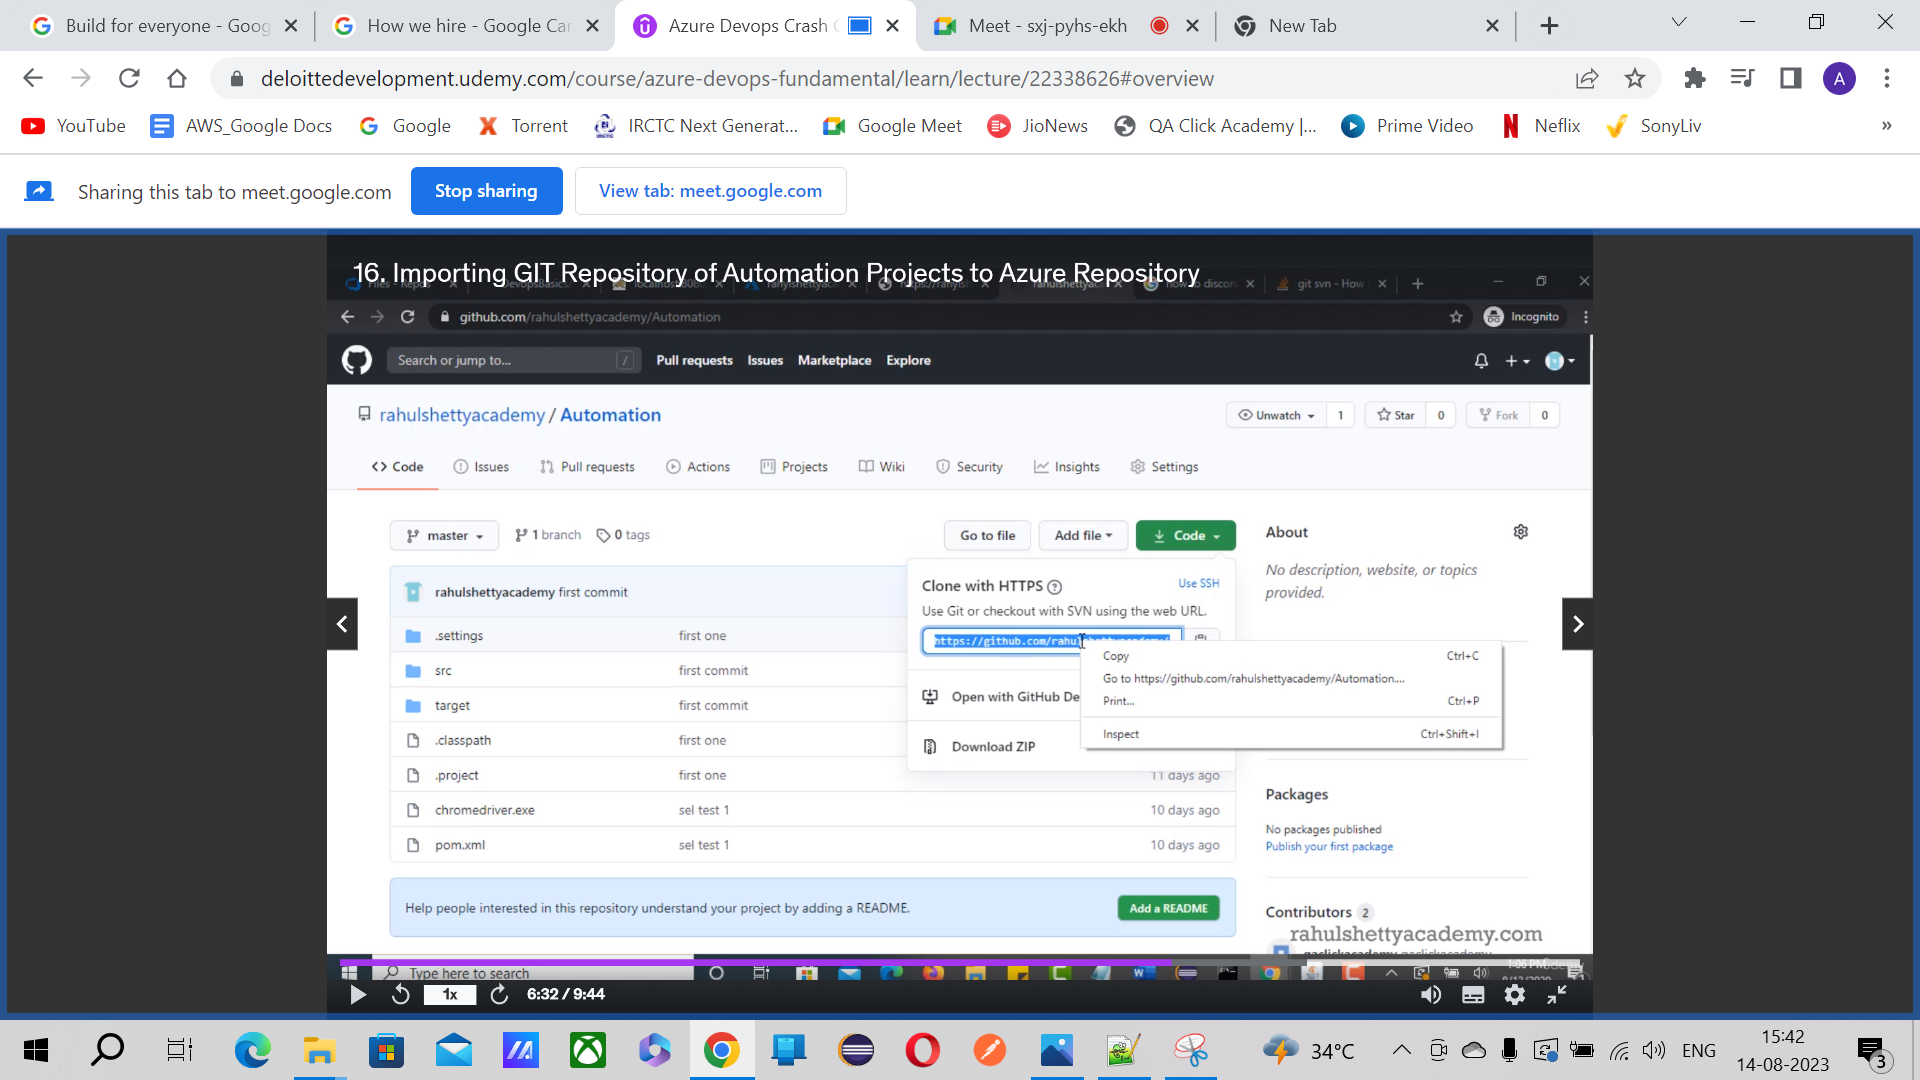 Build for everyone - Goog
How we hire - Google Car
Azure Devops Crash
Meet - sxj-pyhs-ekh
New Tab
deloittedevelopment.udemy.com/course/azure-devops-fundamental/learn/lecture/22338626#overview
A
YouTube
AWS_Google Docs
Google
Torrent
IRCTC Next Generat...
Google Meet
JioNews
QA Click Academy |...
Prime Video
Neflix
SonyLiv
»
Sharing this tab to meet.google.com
Stop sharing
View tab: meet.google.com
16. Importing GIT Repository of Automation Projects to Azure Repository
how to discon
git svn - How
github.com/rahulshettyacademy/Automation
Incognito
Search or jump to...
/
Pull requests
Issues
Marketplace
Explore
rahulshettyacademy / Automation
Unwatch
1
Star
0
Fork
0
Code
Issues
Pull requests
Actions
Projects
Wiki
Security
Insights
Settings
master
1 branch
0 tags
Go to file
Add file
Code
About
No description, website, or topics
provided.
rahulshettyacademy first commit
Clone with HTTPS
Use SSH
Use Git or checkout with SVN using the web URL.
https://github.com/rahulshettyacademy/
.settings
first one
src
first commit
target
first commit
.classpath
first one
.project
first one
11 days ago
chromedriver.exe
sel test 1
10 days ago
pom.xml
sel test 1
10 days ago
Copy
Ctrl+C
Go to https://github.com/rahulshettyacademy/Automation....
Print...
Ctrl+P
Inspect
Ctrl+Shift+I
Open with GitHub De
Download ZIP
Packages
No packages published
Publish your first package
Help people interested in this repository understand your project by adding a README.
Add a README
Contributors 2
rahulshettyacademy.com
Type here to search
1x
6:32 / 9:44
34°C
ENG
15:42
14-08-2023
3